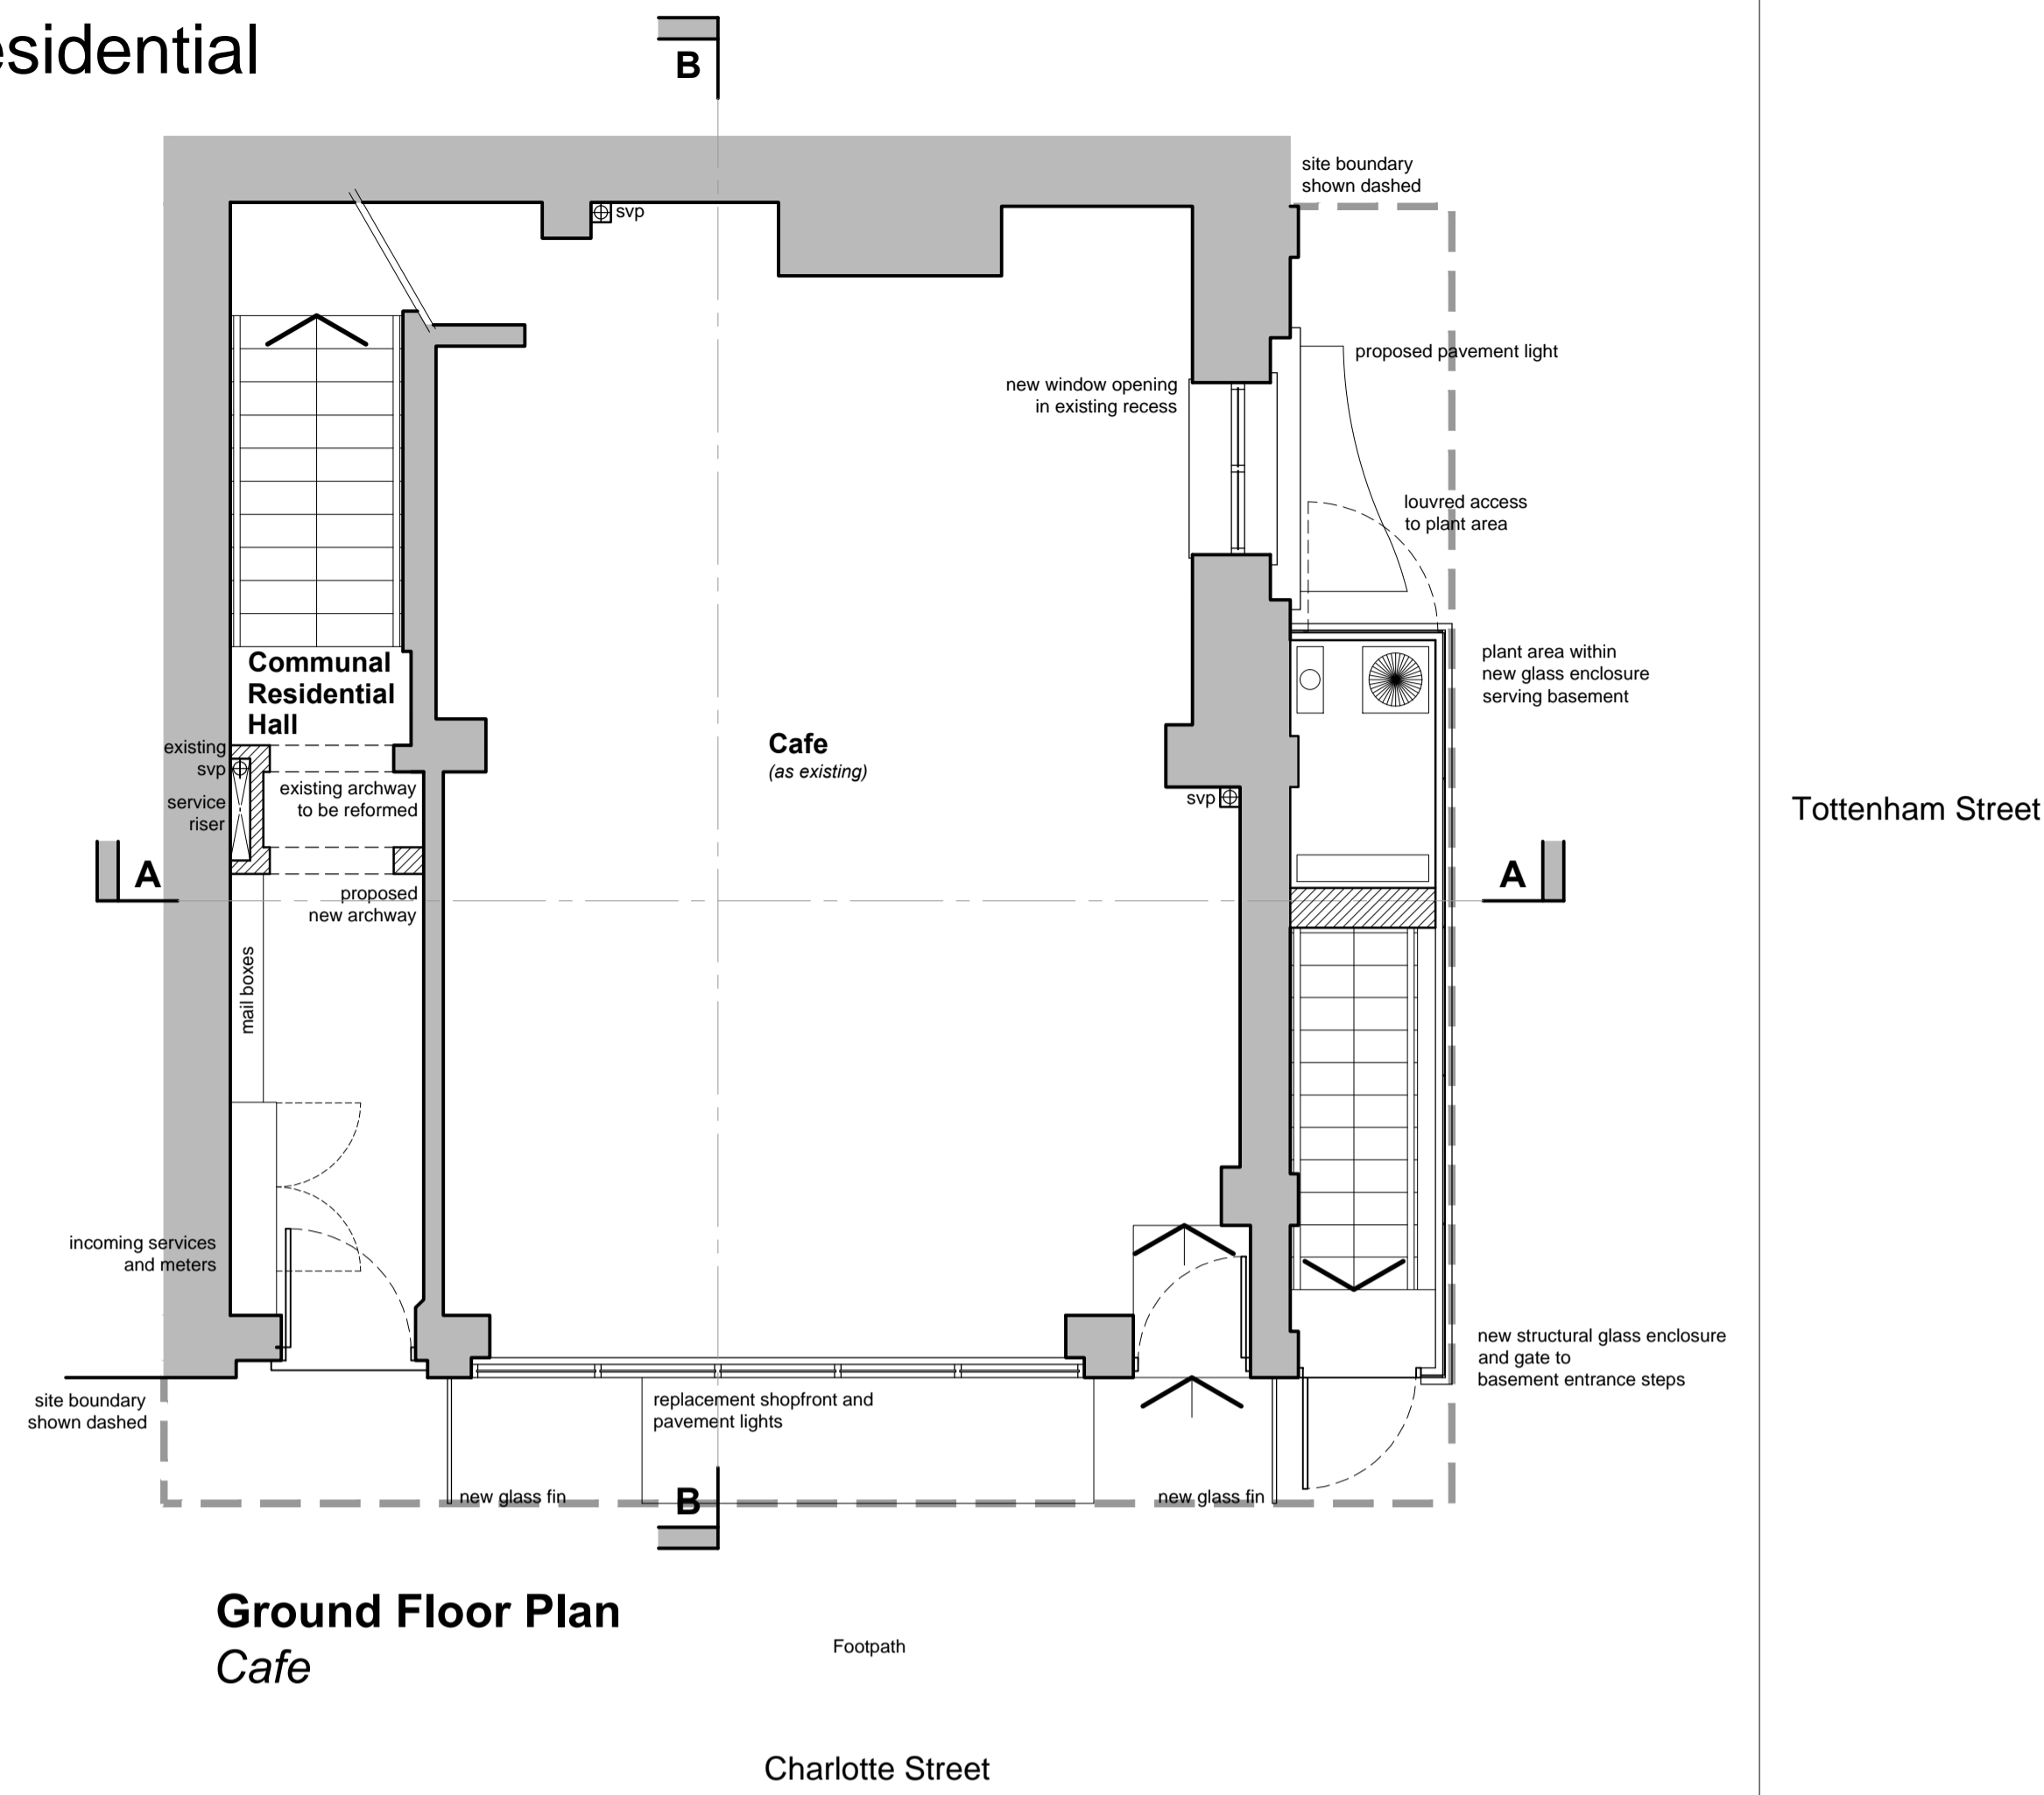 esidential
B
site boundary
shown dashed
svp
proposed pavement light
new window opening
in existing recess
louvred access
to plant area
Communal
Residential
Hall
plant area within
new glass enclosure
serving basement
existing
svp
Cafe
(as existing)
existing archway
to be reformed
service
riser
svp
Tottenham Street
A
A
proposed
new archway
mail boxes
incoming services
and meters
new structural glass enclosure
and gate to
basement entrance steps
site boundary
shown dashed
replacement shopfront and
pavement lights
new glass fin
B
new glass fin
Ground Floor Plan
Cafe
Footpath
Charlotte Street